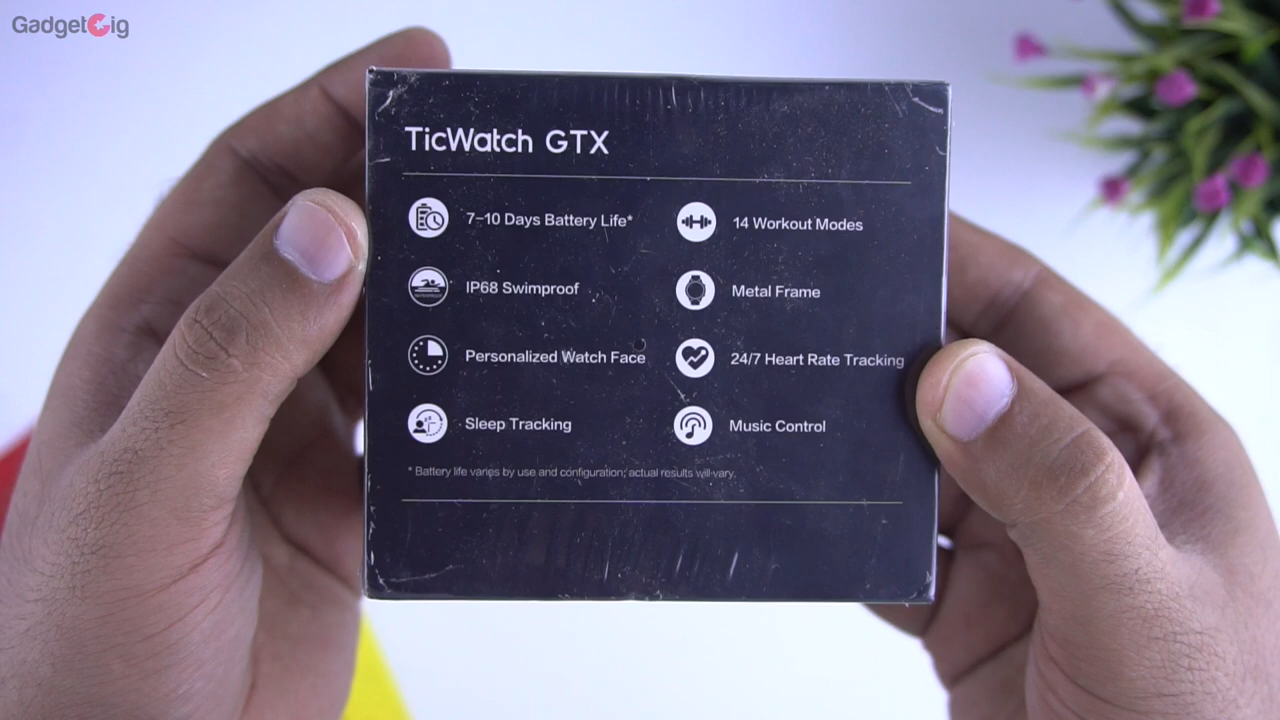 GadgetGig
TicWatch GTX
7-10 Days Battery Life*
14 Workout Modes
IP68 Swimproof
Metal Frame
Personalized Watch Face
24/7 Heart Rate Tracking
Sleep Tracking
Music Control
* Battery life varies by use and configuration; actual results will vary.